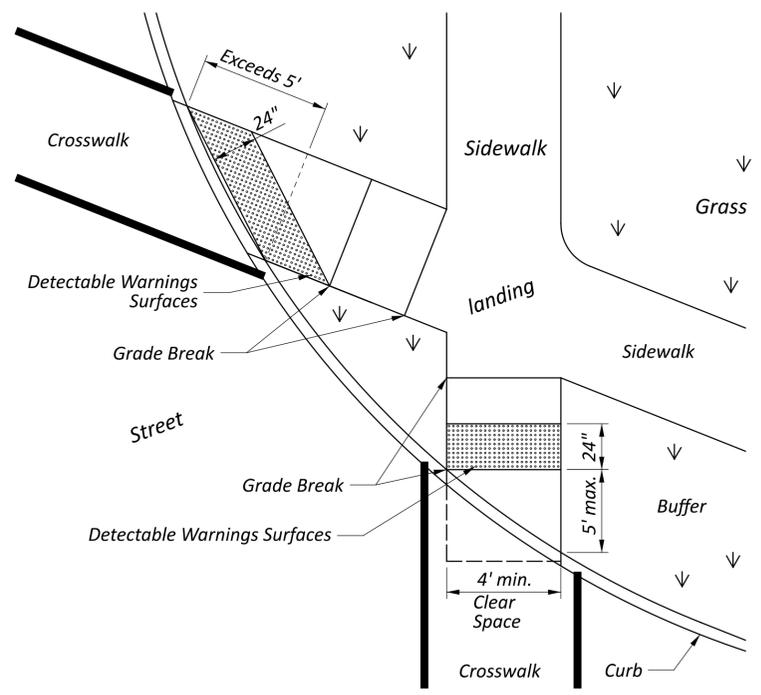 Exceeds 5'
24"
Crosswalk
Sidewalk
Grass
Detectable Warnings
Surfaces
landing
Grade Break
Sidewalk
Street
24"
Grade Break
5' max.
Buffer
Detectable Warnings Surfaces
4' min.
Clear
Space
Crosswalk
Curb